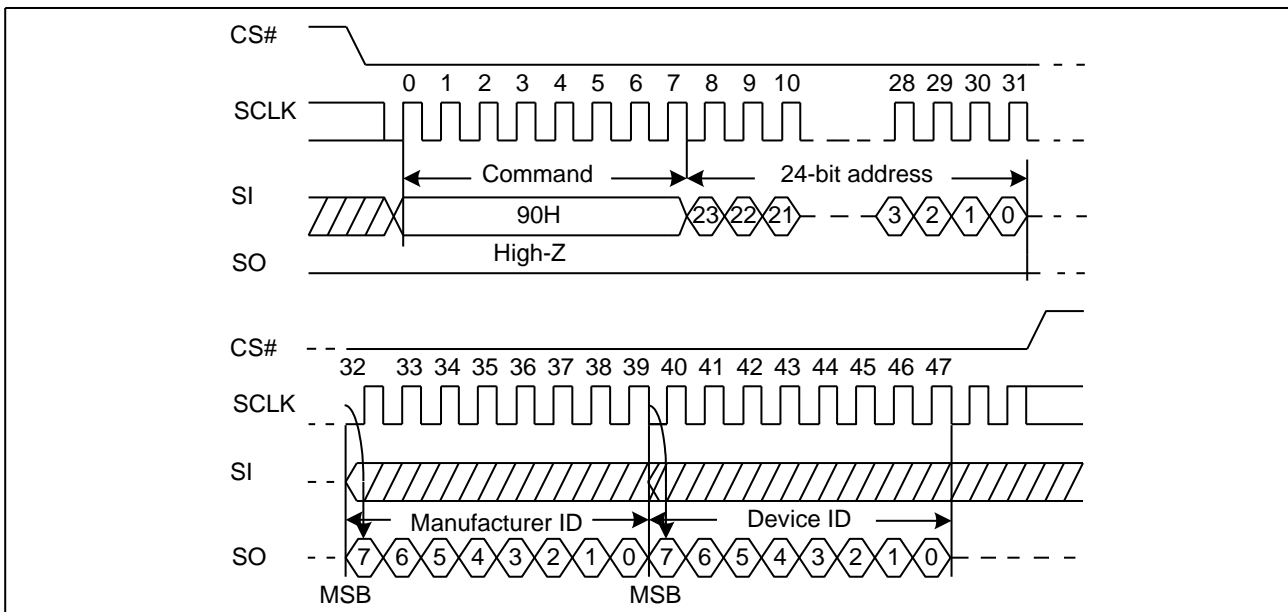 CS#
0 1 2 3 4 5 6 7 8 9 10 28 29 30 31
SCLK
Command 24-bit address
SI
90H 23 22 21 3 2 1 0
High-Z
SO
CS#
32 33 34 35 36 37 38 39 40 41 42 43 44 45 46 47
SCLK
SI
Manufacturer ID Device ID
SO 7 6 5 4 3 2 1 0 7 6 5 4 3 2 1 0
MSB MSB